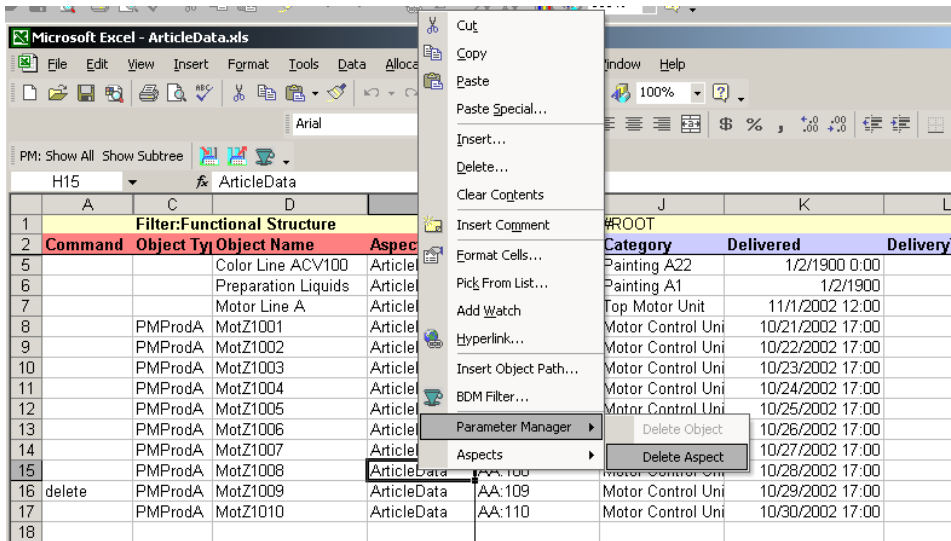 Microsoft Excel - ArticleData.xls
File Edit View Insert Format Tools Data Window Help
100%
Arial
$ % ,
PM: Show All Show Subtree
H15 fx ArticleData
A C D J K
1 Filter:Functional Structure #ROOT
2 Command Object Object Name Category Delivered
5 Color Line ACV100 Painting A22 1/2/1900 0:00
6 Preparation Liquids Painting A1 1/2/1900
7 Motor Line A Top Motor Unit 11/1/2002 12:00
8 PMProdA MotZ1001 Motor Control Uni 10/21/2002 17:00
9 PMProdA MotZ1002 Motor Control Uni 10/22/2002 17:00
10 PMProdA MotZ1003 Motor Control Uni 10/23/2002 17:00
11 PMProdA MotZ1004 Motor Control Uni 10/24/2002 17:00
12 PMProdA MotZ1005 Motor Control Uni 10/25/2002 17:00
13 PMProdA MotZ1006 10/26/2002 17:00
14 PMProdA MotZ1007 10/27/2002 17:00
15 PMProdA MotZ1008 ArticleData 10/28/2002 17:00
16 delete PMProdA MotZ1009 ArticleData AA:109 Motor Control Uni 10/29/2002 17:00
17 PMProdA MotZ1010 ArticleData AA:110 Motor Control Uni 10/30/2002 17:00
18
Cut
Copy
Paste
Paste Special...
Insert...
Delete...
Clear Contents
Insert Comment
Format Cells...
Pick From List...
Add Watch
Hyperlink...
Insert Object Path...
BDM Filter...
Parameter Manager
Aspects
Delete Object
Delete Aspect